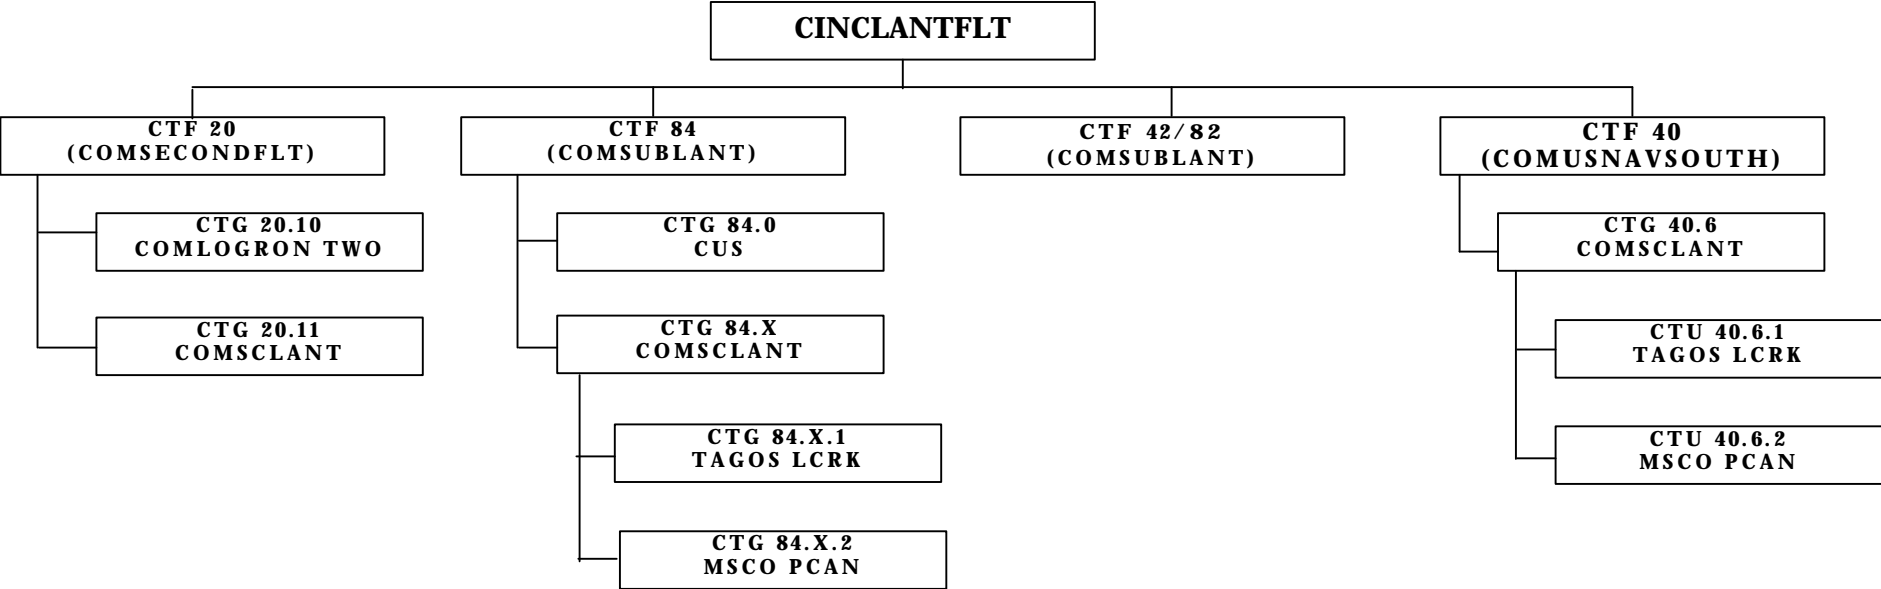 CINCLANTFLT
CTF 20
(COMSECONDFLT)
CTF 84
(COMSUBLANT)
CTF 42/82
(COMSUBLANT)
CTF 40
(COMUSNAVSOUTH)
CTG 20.10
COMLOGRON TWO
CTG 84.0
CUS
CTG 40.6
COMSCLANT
CTG 20.11
COMSCLANT
CTG 84.X
COMSCLANT
CTU 40.6.1
TAGOS LCRK
CTG 84.X.1
TAGOS LCRK
CTU 40.6.2
MSCO PCAN
CTG 84.X.2
MSCO PCAN